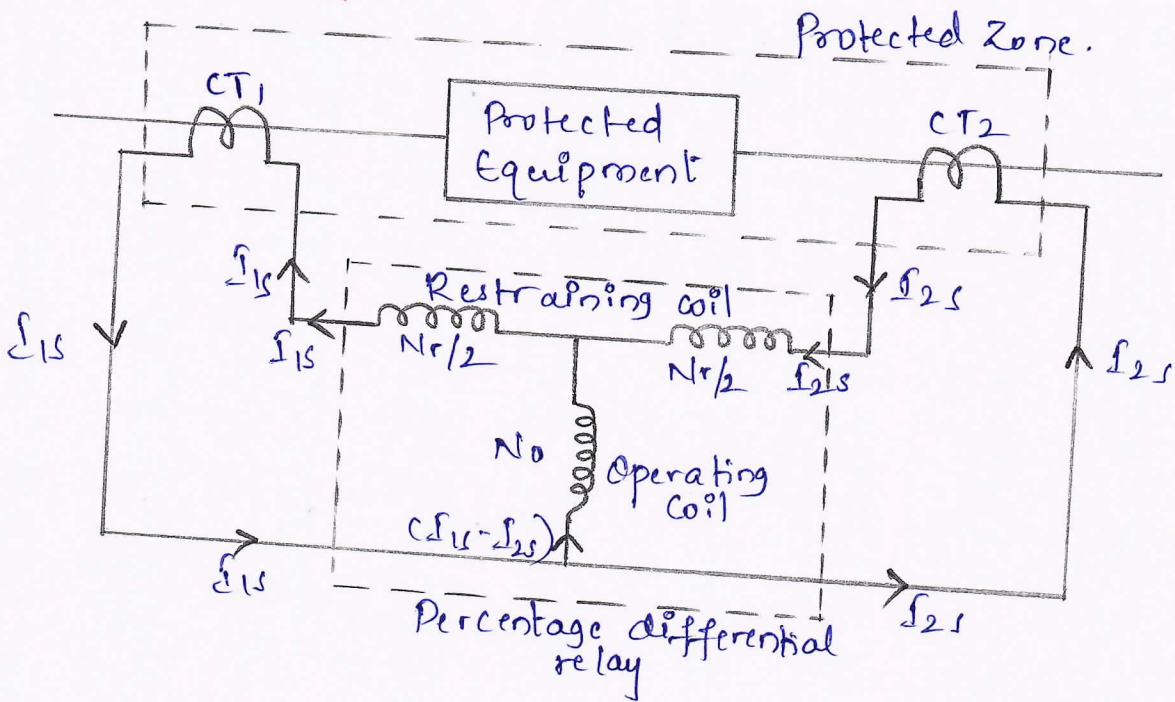 Protected Zone.
CT1
Protected
Equipment
CT2
I1S
Restraining coil
I2S
I1S
I1S
Nr/2
Nr/2
I2S
I2S
No
Operating
Coil
(I1S-I2S)
I1S
I2S
Percentage differential
relay